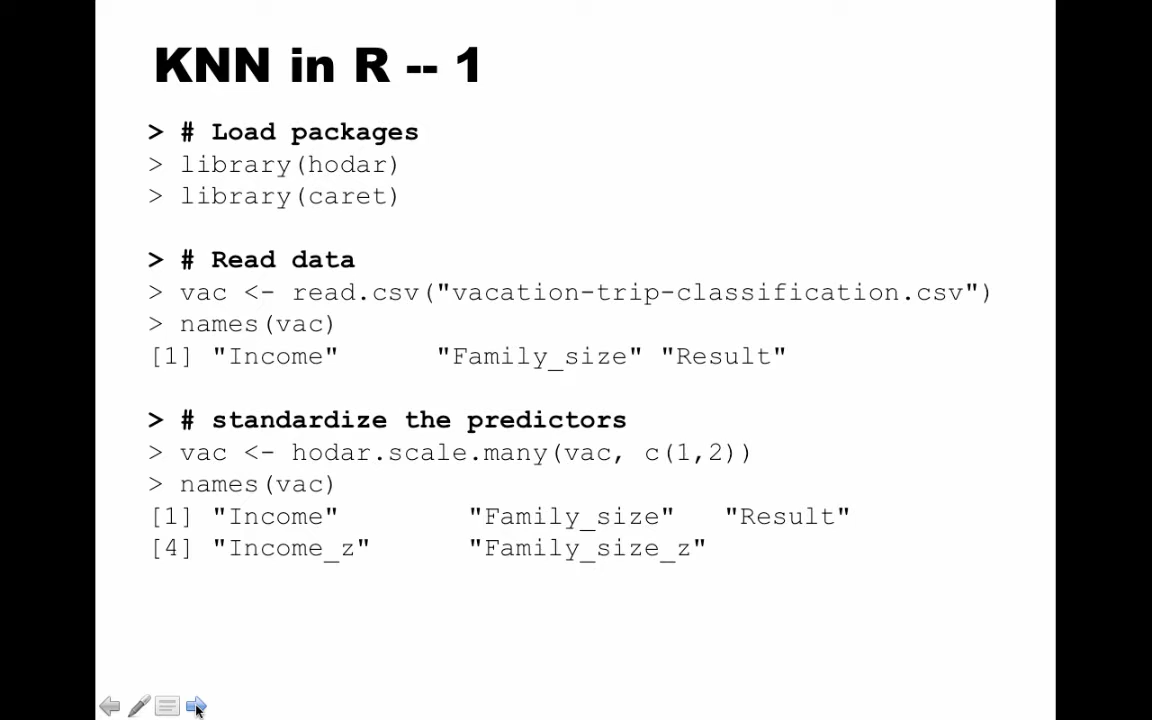 KNN in R -- 1
> # Load packages
> library(hodar)
> library(caret)
> # Read data
> vac <- read.csv("vacation-trip-classification.csv")
> names(vac)
[1] "Income" "Family_size" "Result"
> # standardize the predictors
> vac <- hodar.scale.many(vac, c(1,2))
> names(vac)
[1] "Income" "Family_size" "Result"
[4] "Income_z" "Family_size_z"